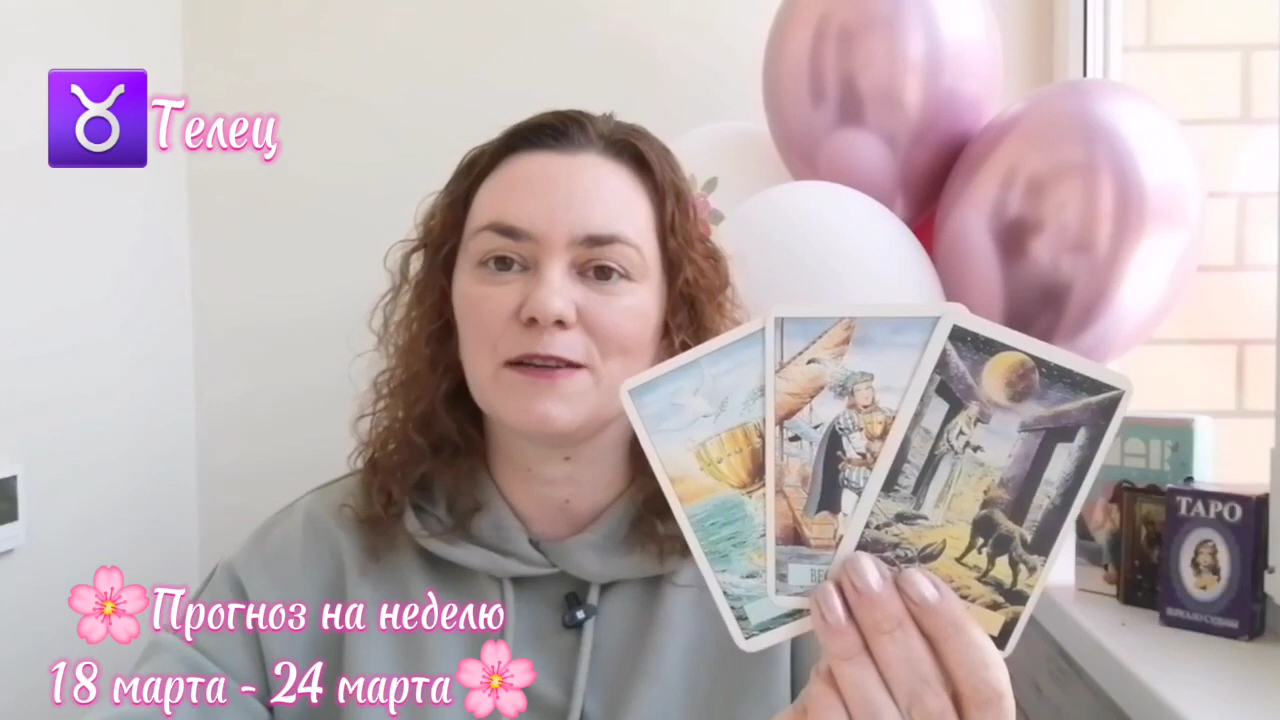 ♉Телец
🌸Прогноз на неделю
18 марта - 24 марта🌸
ТАРО